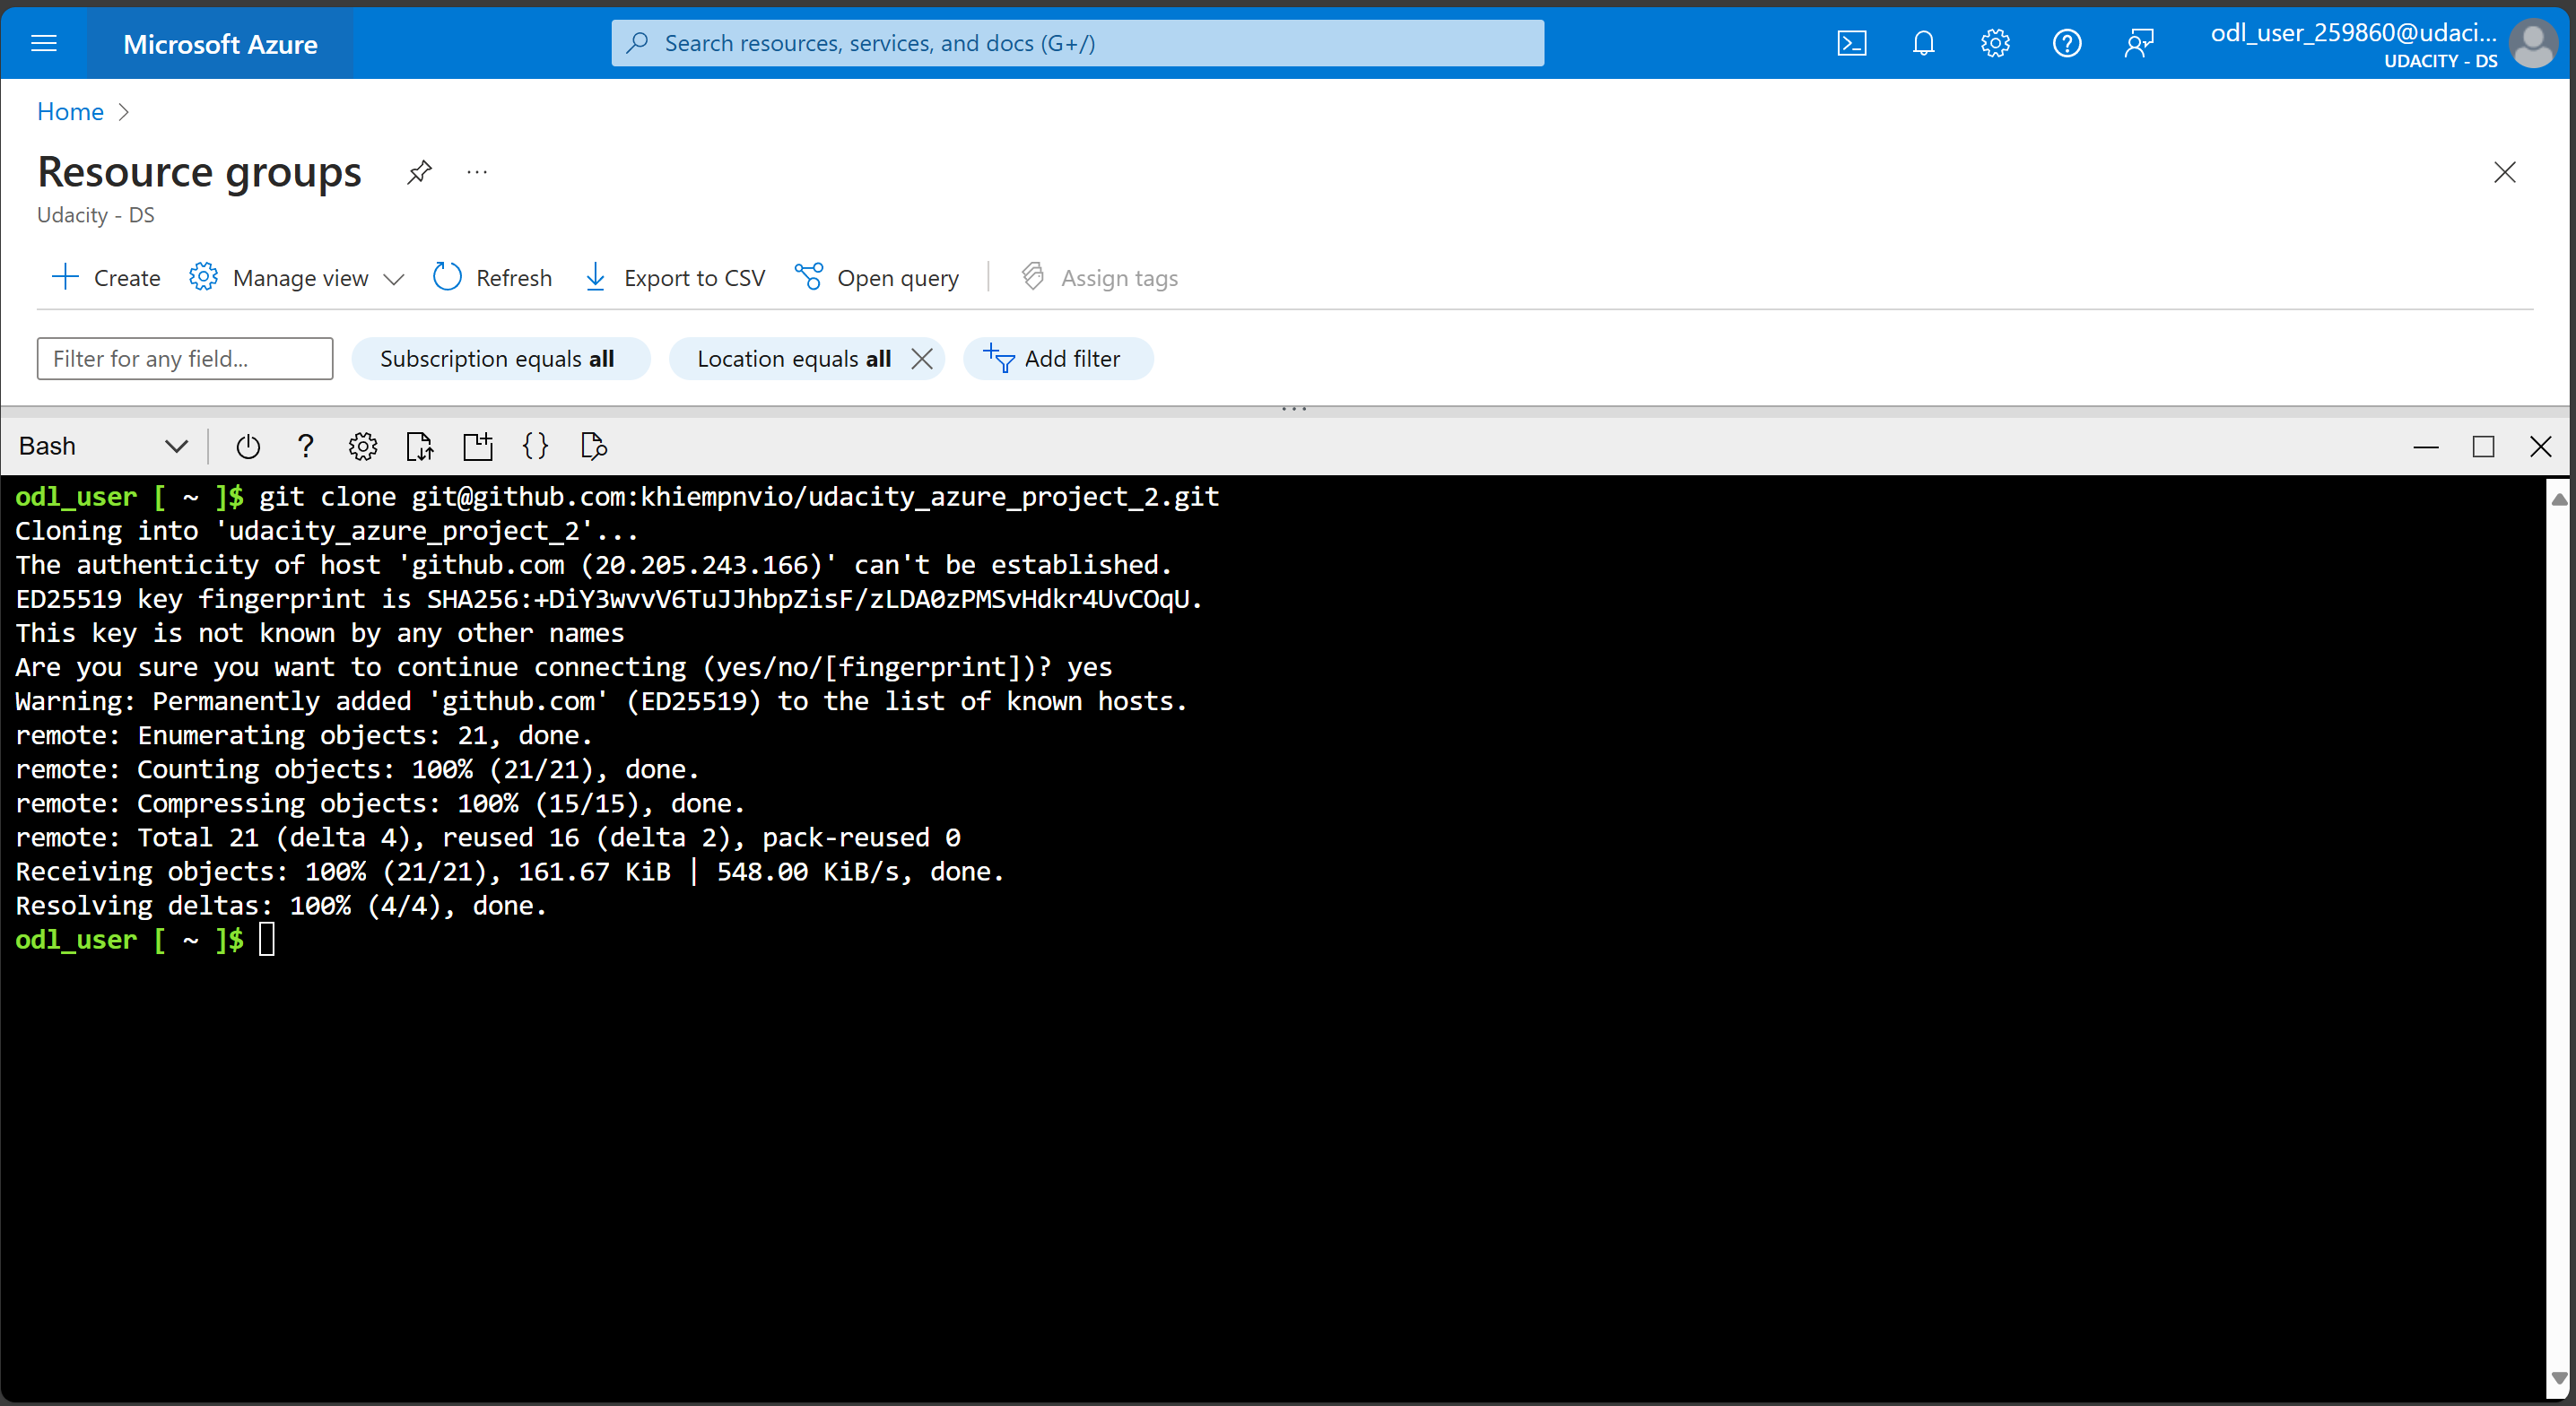 Microsoft Azure
Search resources, services, and docs (G+/)
odl_user_259860@udaci...
UDACITY - DS
Home
Resource groups
...
Udacity - DS
Create
Manage view
Refresh
Export to CSV
Open query
Assign tags
Filter for any field...
Subscription equals all
Location equals all
Add filter
Bash
odl_user [ ~ ]$ git clone git@github.com:khiempnvio/udacity_azure_project_2.git
Cloning into 'udacity_azure_project_2'...
The authenticity of host 'github.com (20.205.243.166)' can't be established.
ED25519 key fingerprint is SHA256:+DiY3wvvV6TuJJhbpZisF/zLDA0zPMSvHdkr4UvCOqU.
This key is not known by any other names
Are you sure you want to continue connecting (yes/no/[fingerprint])? yes
Warning: Permanently added 'github.com' (ED25519) to the list of known hosts.
remote: Enumerating objects: 21, done.
remote: Counting objects: 100% (21/21), done.
remote: Compressing objects: 100% (15/15), done.
remote: Total 21 (delta 4), reused 16 (delta 2), pack-reused 0
Receiving objects: 100% (21/21), 161.67 KiB | 548.00 KiB/s, done.
Resolving deltas: 100% (4/4), done.
odl_user [ ~ ]$